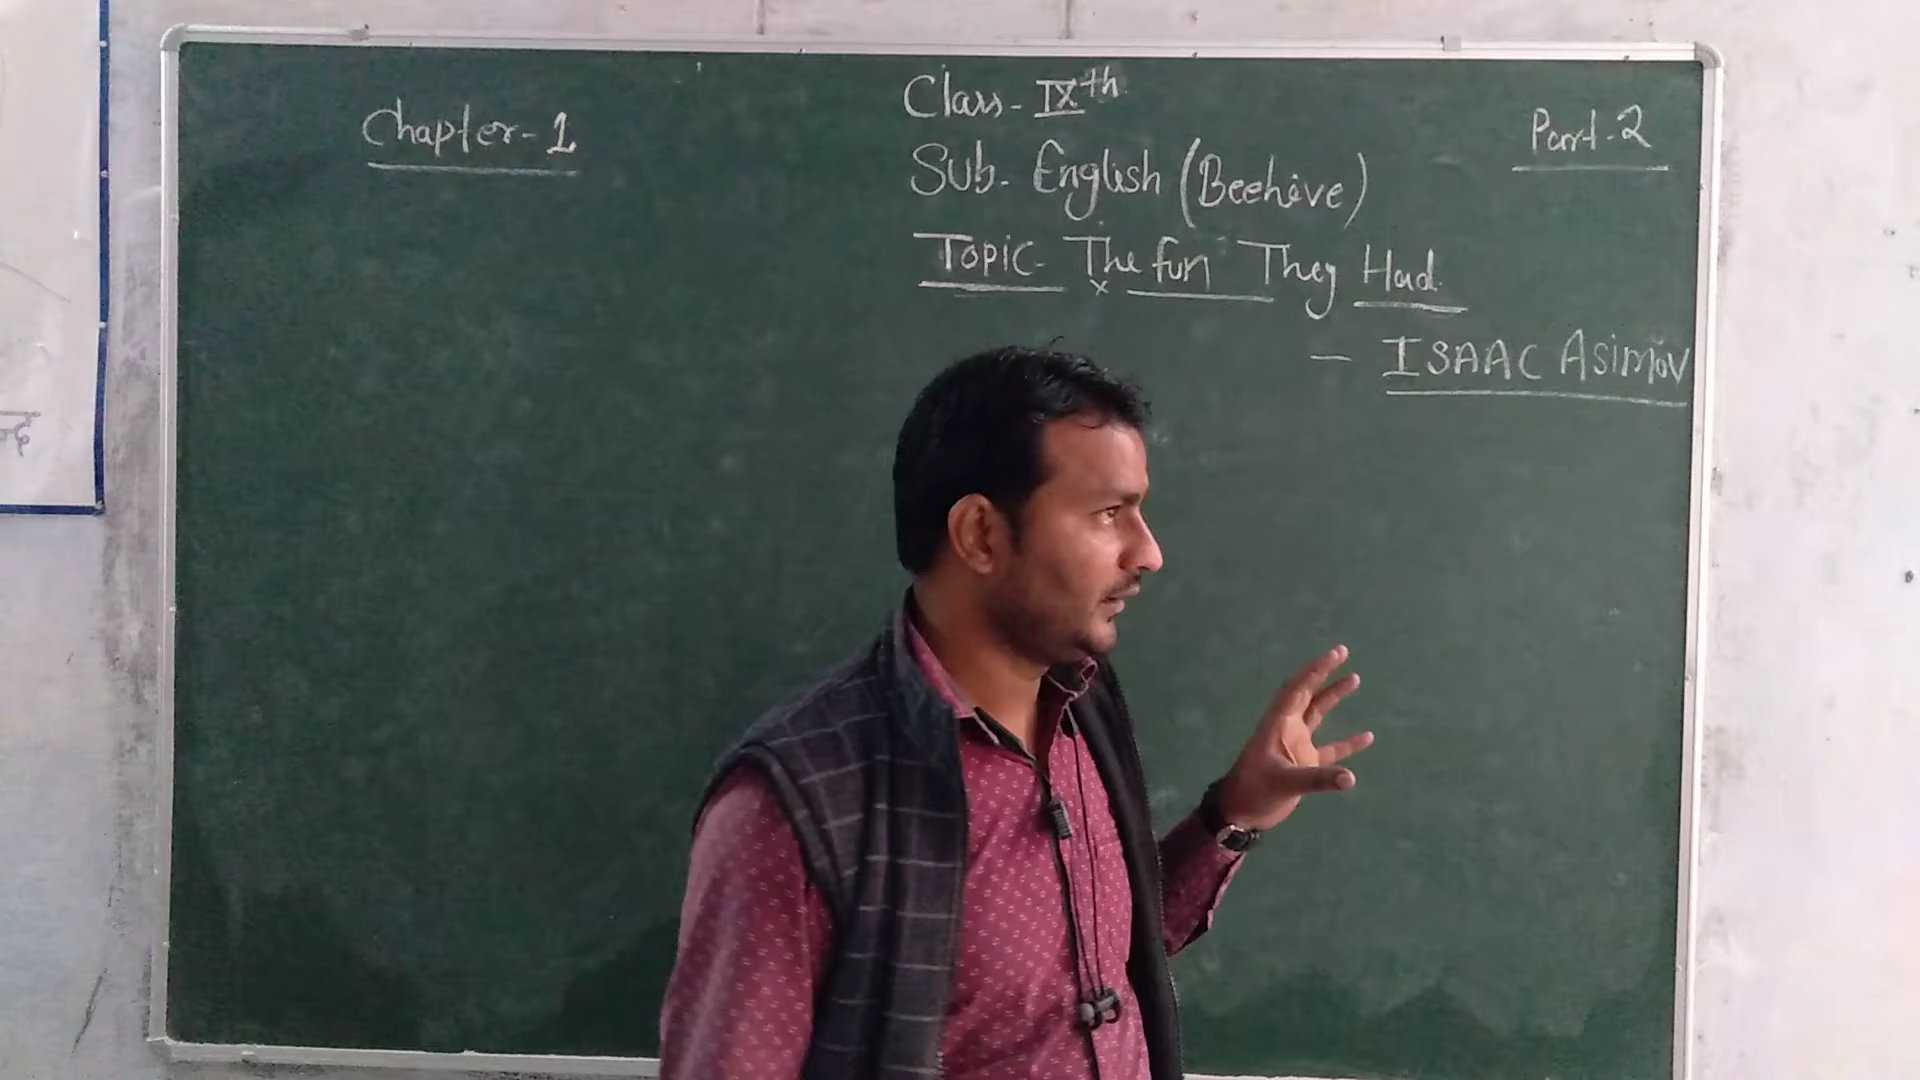 Chapter-1
Class-IXth
Part-2
Sub- English (Beehive)
Topic- The fun They Had
x
- ISAAC Asimov